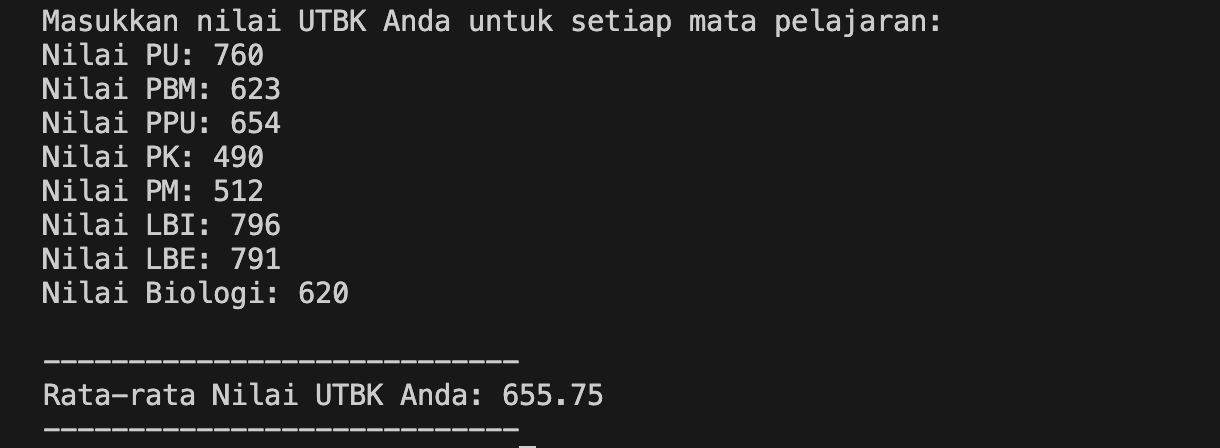 Masukkan nilai UTBK Anda untuk setiap mata pelajaran:
Nilai PU: 760
Nilai PBM: 623
Nilai PPU: 654
Nilai PK: 490
Nilai PM: 512
Nilai LBI: 796
Nilai LBE: 791
Nilai Biologi: 620
----------------------------
Rata-rata Nilai UTBK Anda: 655.75
----------------------------